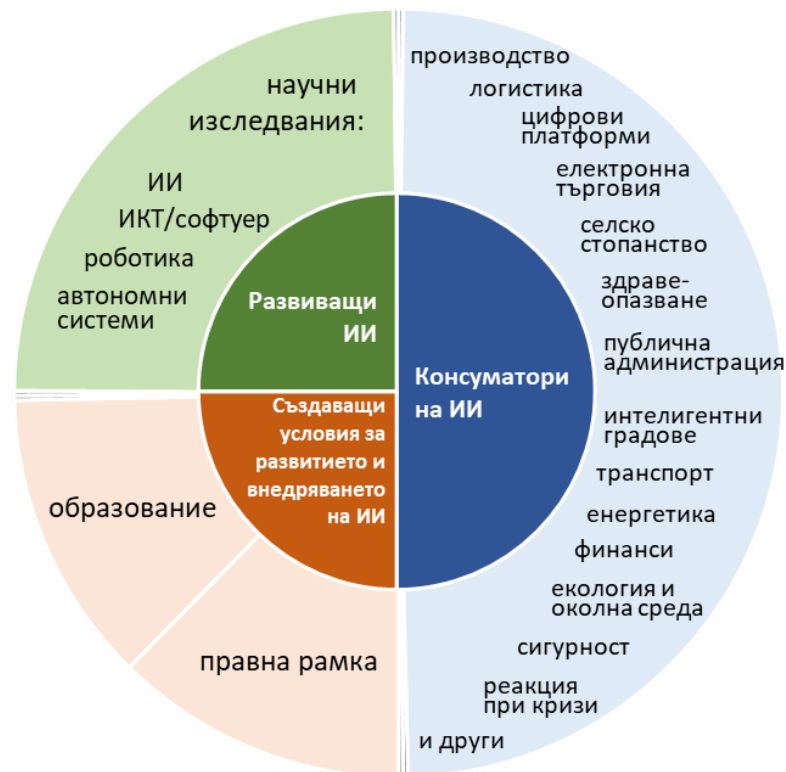 научни
изследвания:
ИИ
ИКТ/софтуер
роботика
автономни
системи
Развиващи
ИИ
производство
логистика
цифрови
платформи
електронна
търговия
селско
стопанство
здраве-
опазване
публична
администрация
интелигентни
градове
транспорт
енергетика
финанси
екология и
околна среда
сигурност
реакция
при кризи
и други
Консуматори
на ИИ
Създаващи
условия за
развитието и
внедряването
на ИИ
образование
правна рамка